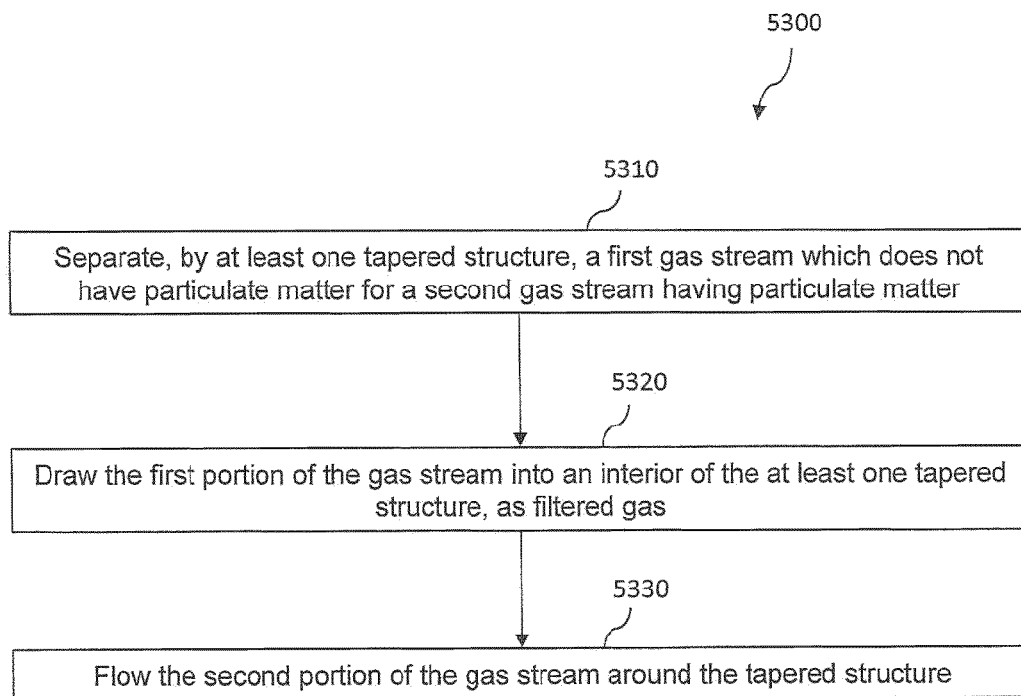 5300
5310
Separate, by at least one tapered structure, a first gas stream which does not
have particulate matter for a second gas stream having particulate matter
5320
Draw the first portion of the gas stream into an interior of the at least one tapered
structure, as filtered gas
5330
Flow the second portion of the gas stream around the tapered structure